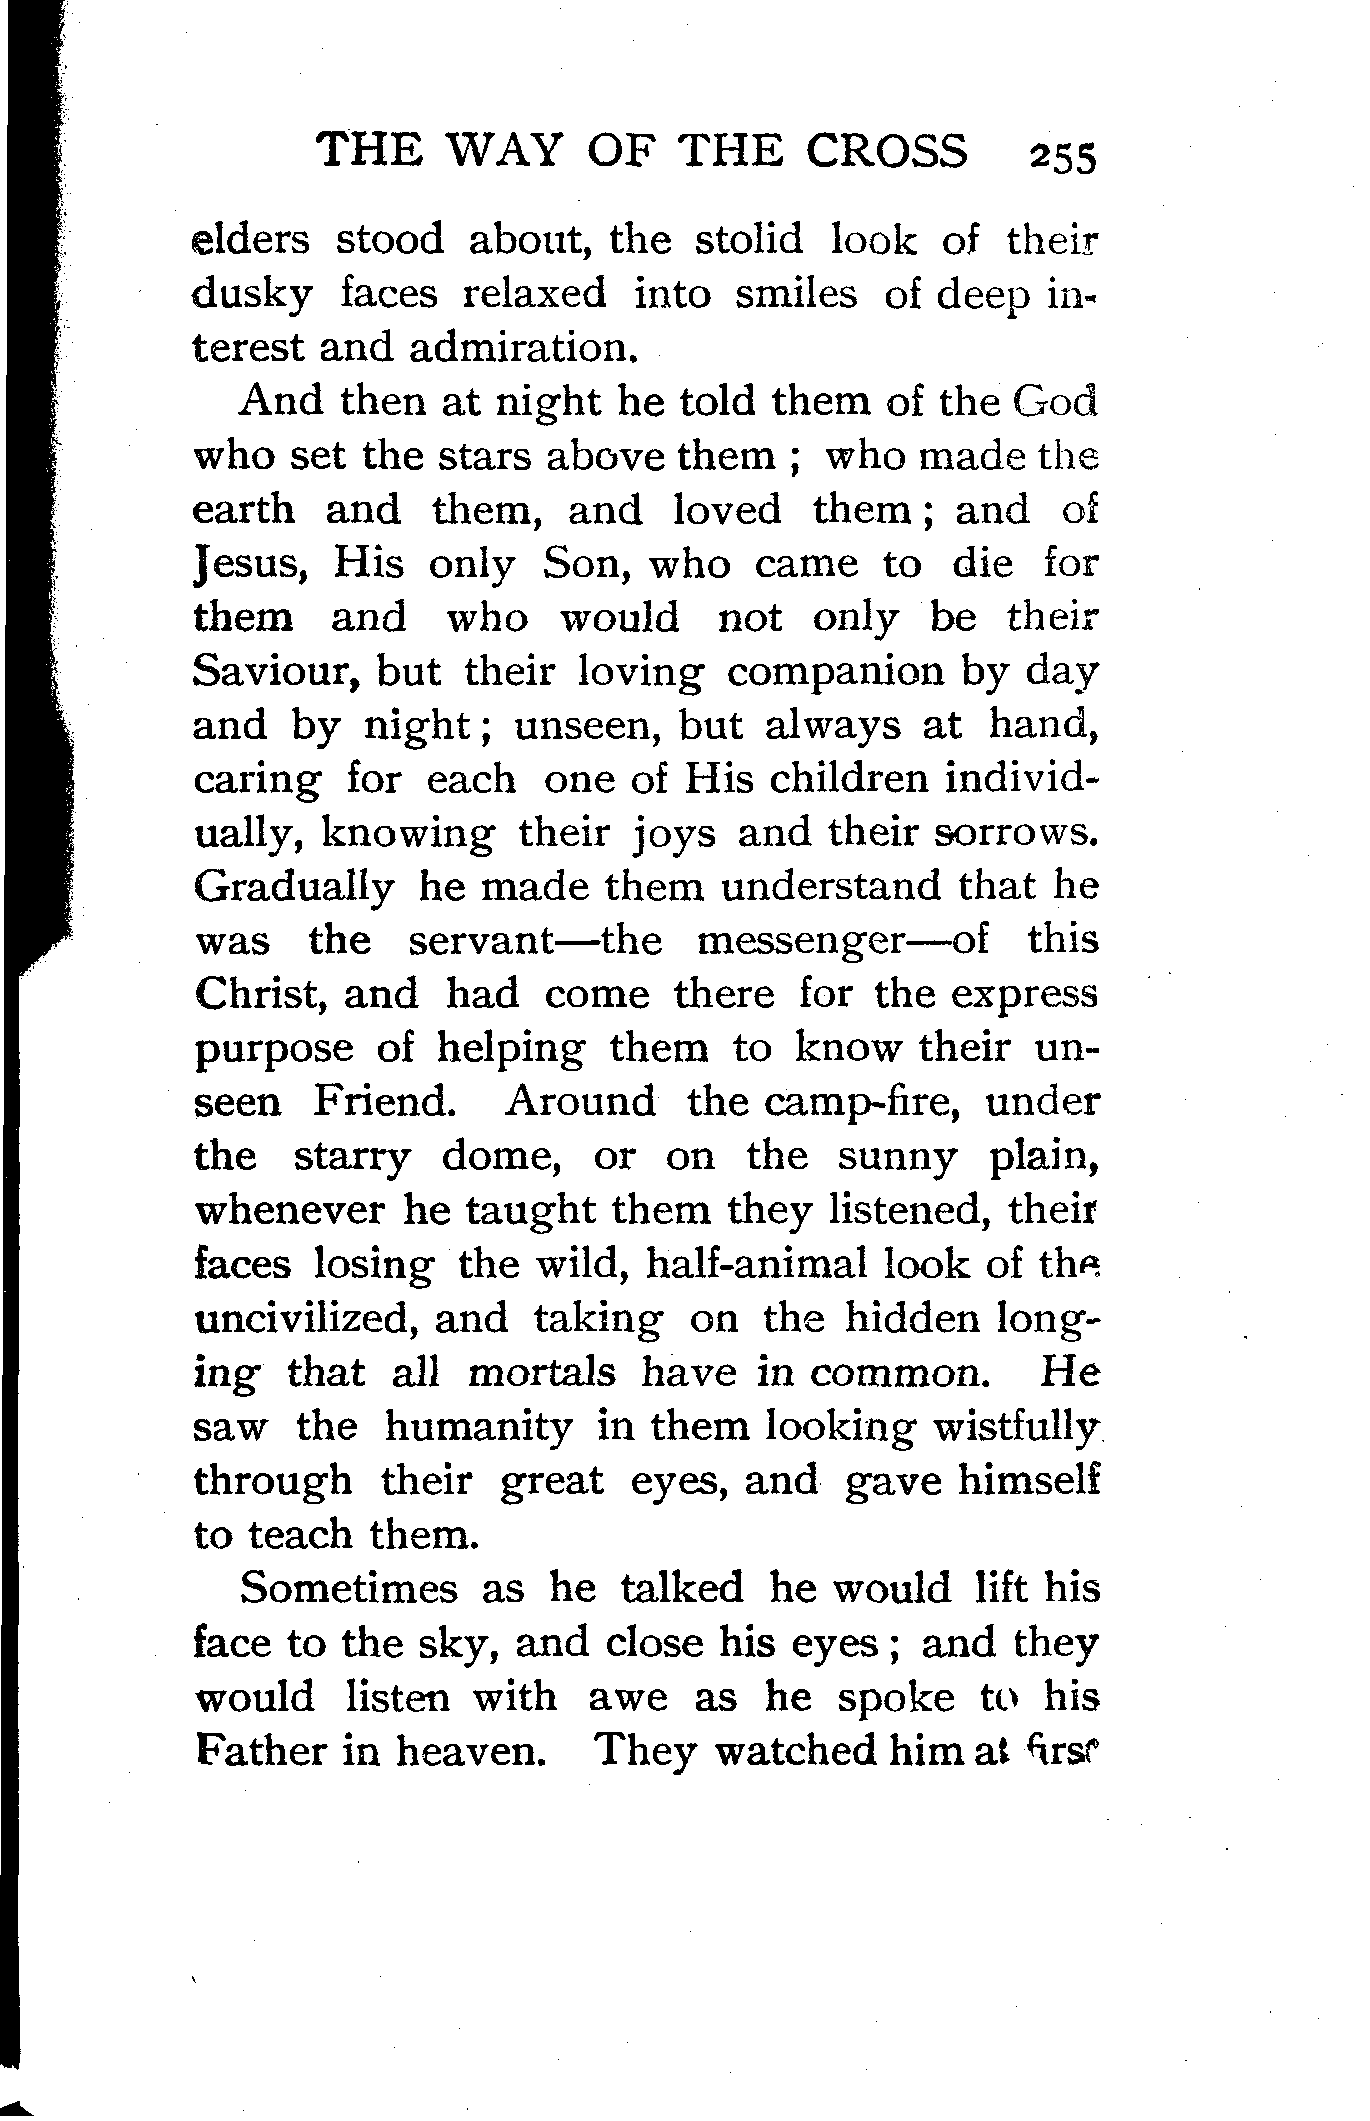 THE WAY OF THE CROSS 255
elders stood about, the stolid look of their
dusky faces relaxed into smiles of deep in-
terest and admiration.
And then at night he told them of the God
who set the stars above them ; who made the
earth and them, and loved them ; and of
Jesus, His only Son, who came to die for
them and who would not only be their
Saviour, but their loving companion by day
and by night ; unseen, but always at hand,
caring for each one of His children individ-
ually, knowing their joys and their sorrows.
Gradually he made them understand that he
was the servant—the messenger—of this
Christ, and had come there for the express
purpose of helping them to know their un-
seen Friend. Around the camp-fire, under
the starry dome, or on the sunny plain,
whenever he taught them they listened, their
faces losing the wild, half-animal look of the
uncivilized, and taking on the hidden long-
ing that all mortals have in common. He
saw the humanity in them looking wistfully
through their great eyes, and gave himself
to teach them.
Sometimes as he talked he would lift his
face to the sky, and close his eyes ; and they
would listen with awe as he spoke to his
Father in heaven. They watched him at first